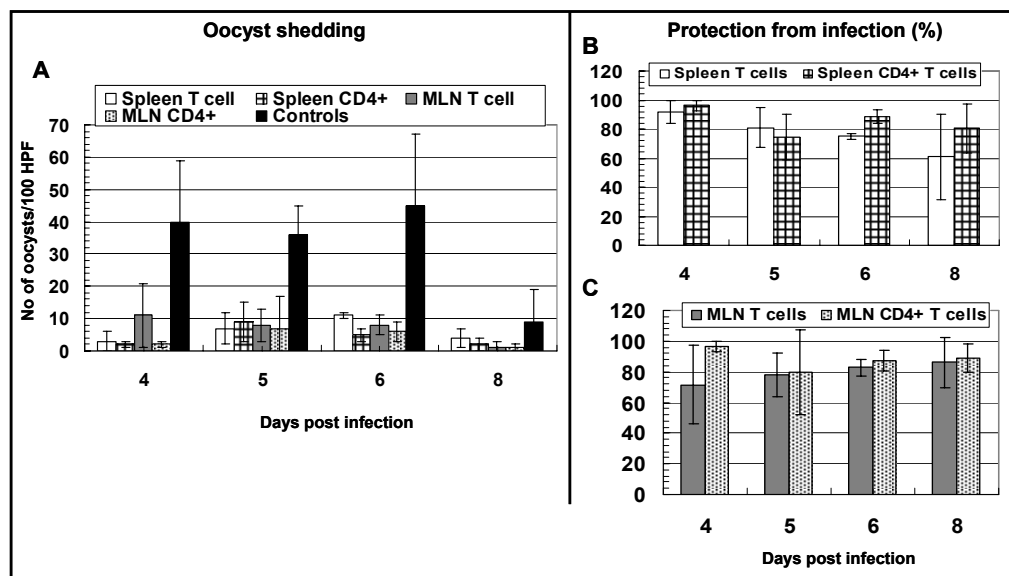 Oocyst shedding
A
Spleen T cell Spleen CD4+ MLN T cell
MLN CD4+ Controls
70
60
50
40
30
20
10
0
No of oocysts/100 HPF
4 5 6 8
Days post infection
Protection from infection (%)
B
Spleen T cells Spleen CD4+ T cells
120
100
80
60
40
20
0
4 5 6 8
C
MLN T cells MLN CD4+ T cells
120
100
80
60
40
20
0
4 5 6 8
Days post infection